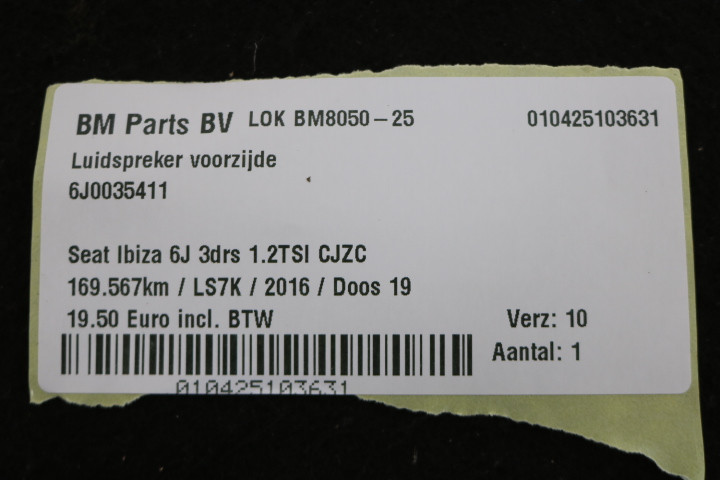 BM Parts BV LOK BM8050-25 010425103631
Luidspreker voorzijde
6J0035411
Seat Ibiza 6J 3drs 1.2TSI CJZC
169.567km / LS7K / 2016 / Doos 19
19.50 Euro incl. BTW Verz: 10
Aantal: 1
010425103631